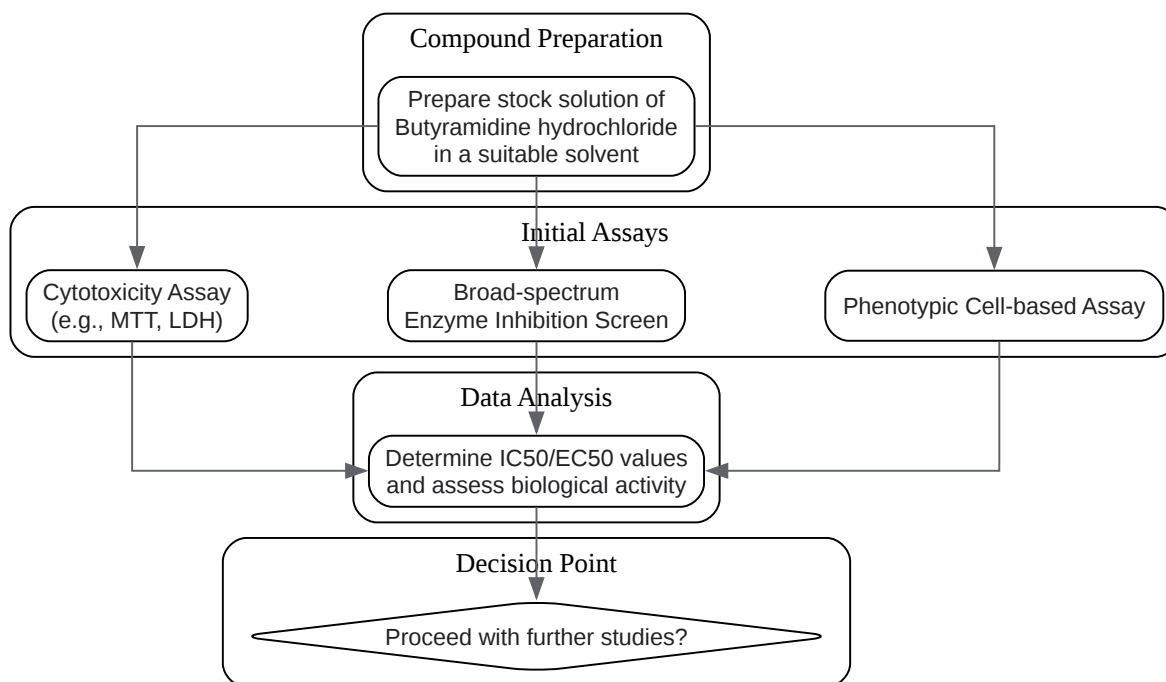 Compound Preparation
Prepare stock solution of
Butyramidine hydrochloride
in a suitable solvent
Initial Assays
Cytotoxicity Assay
(e.g., MTT, LDH)
Broad-spectrum
Enzyme Inhibition Screen
Phenotypic Cell-based Assay
Data Analysis
Determine IC50/EC50 values
and assess biological activity
Decision Point
Proceed with further studies?